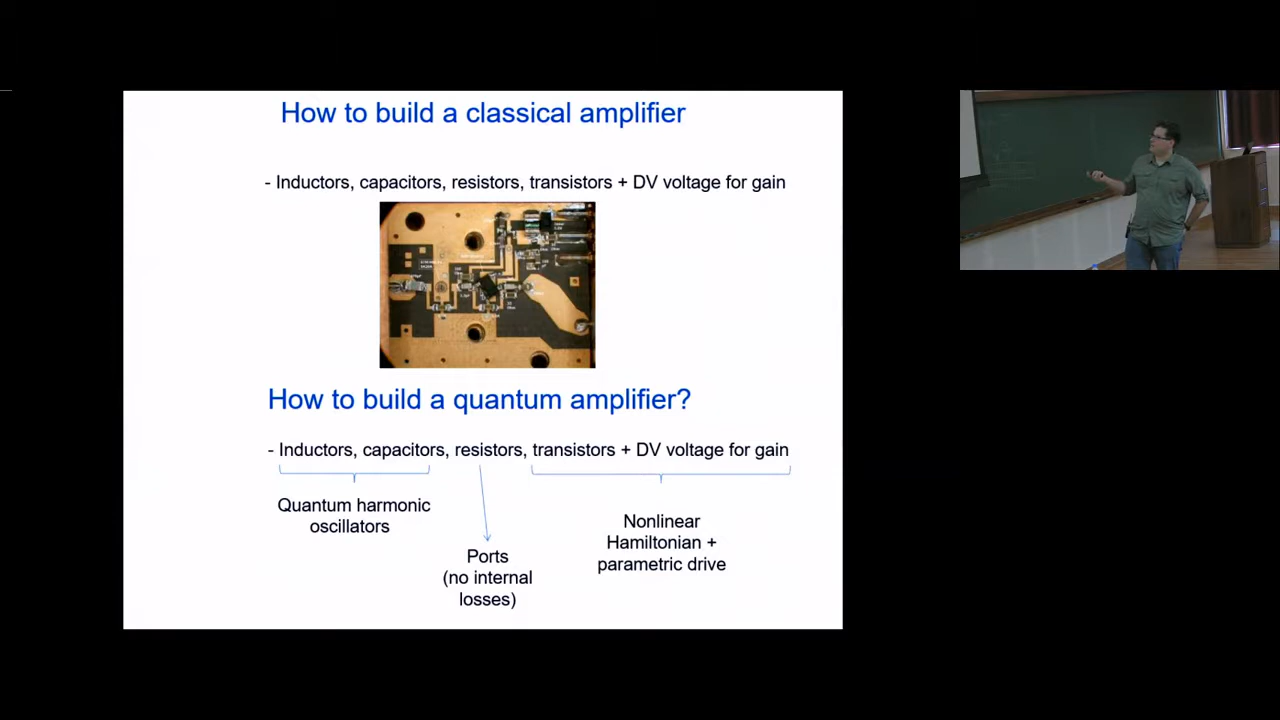 How to build a classical amplifier
- Inductors, capacitors, resistors, transistors + DV voltage for gain
How to build a quantum amplifier?
- Inductors, capacitors, resistors, transistors + DV voltage for gain
Quantum harmonic
oscillators
Ports
(no internal
losses)
Nonlinear
Hamiltonian +
parametric drive